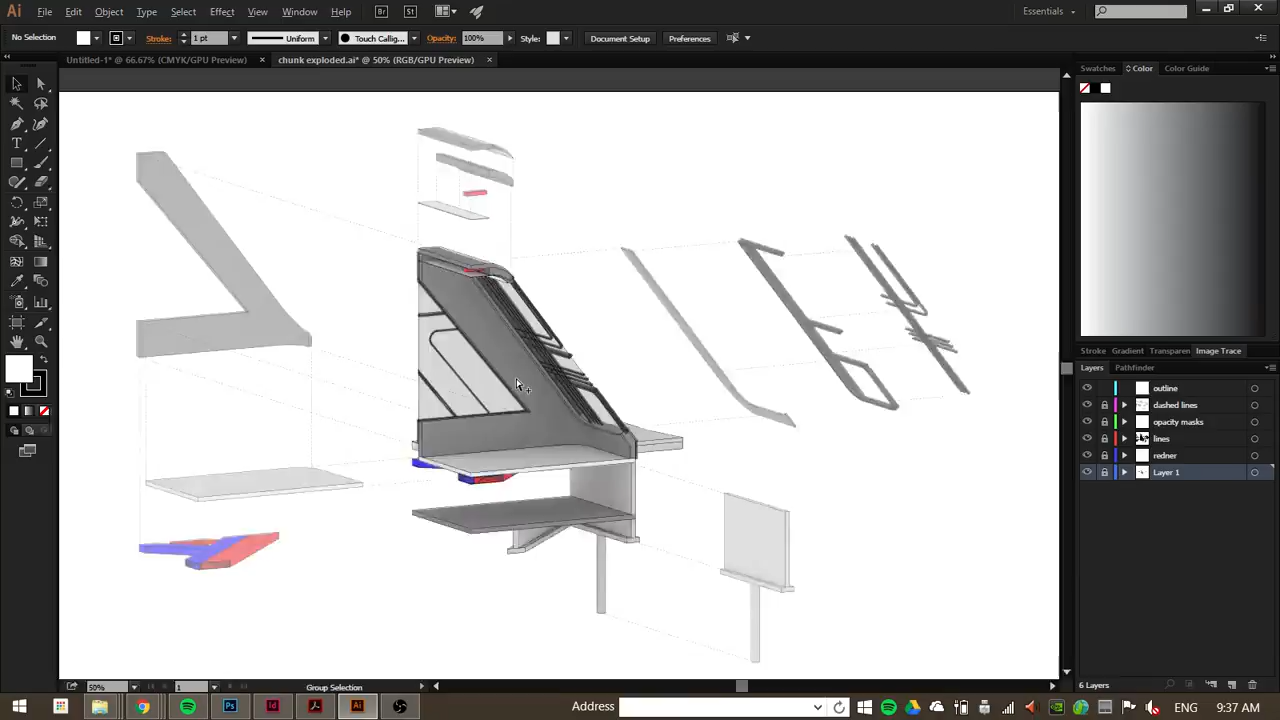 Ai File Edit Object Type Select Effect View Window Help Br St Essentials
No Selection Stroke: 1 pt Uniform Touch Callig... Opacity: 100% Style: Document Setup Preferences
Untitled-1* @ 66.67% (CMYK/GPU Preview) × chunk exploded.ai* @ 50% (RGB/GPU Preview) ×
Swatches Color Color Guide
Stroke Gradient Transparen Image Trace
Layers Pathfinder
outline
dashed lines
opacity masks
lines
redner
Layer 1
6 Layers
50% 1 Group Selection
Ps Id Ai Address ENG 9:37 AM